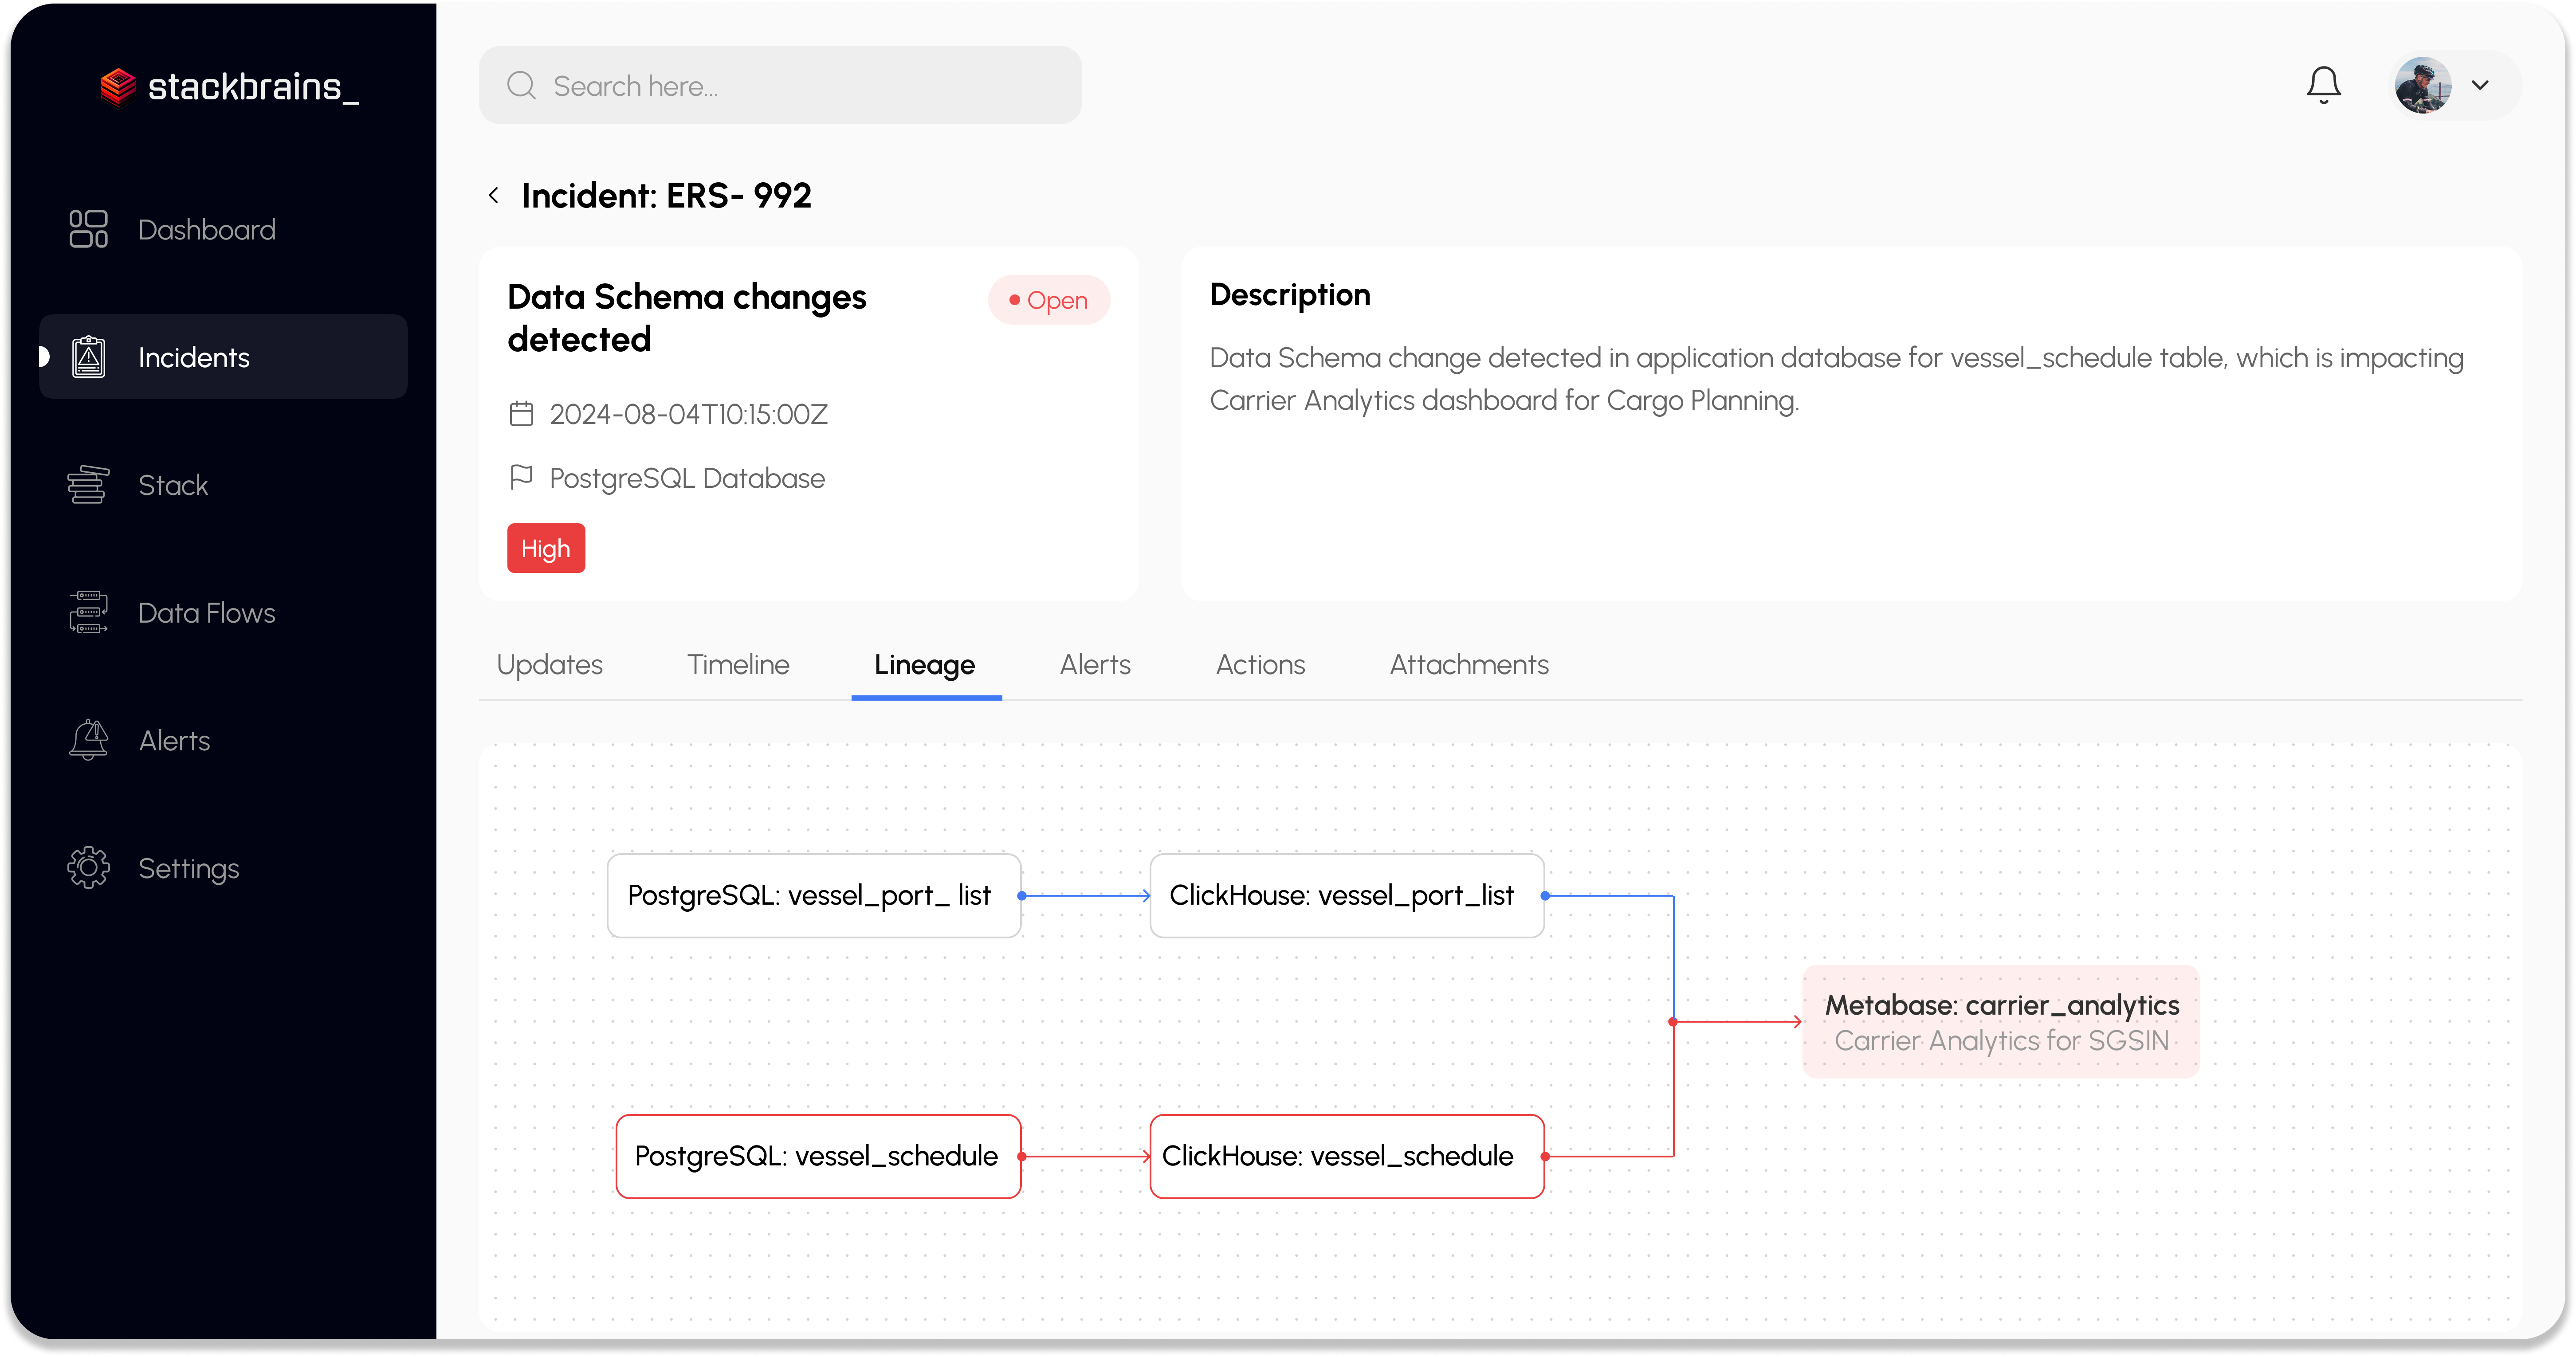 stackbrains_
Search here...
Dashboard
Incidents
Stack
Data Flows
Alerts
Settings
Incident: ERS- 992
Data Schema changes
detected
Open
2024-08-04T10:15:00Z
PostgreSQL Database
High
Description
Data Schema change detected in application database for vessel_schedule table, which is impacting
Carrier Analytics dashboard for Cargo Planning.
Updates Timeline Lineage Alerts Actions Attachments
PostgreSQL: vessel_port_ list
ClickHouse: vessel_port_list
Metabase: carrier_analytics
Carrier Analytics for SGSIN
PostgreSQL: vessel_schedule
ClickHouse: vessel_schedule